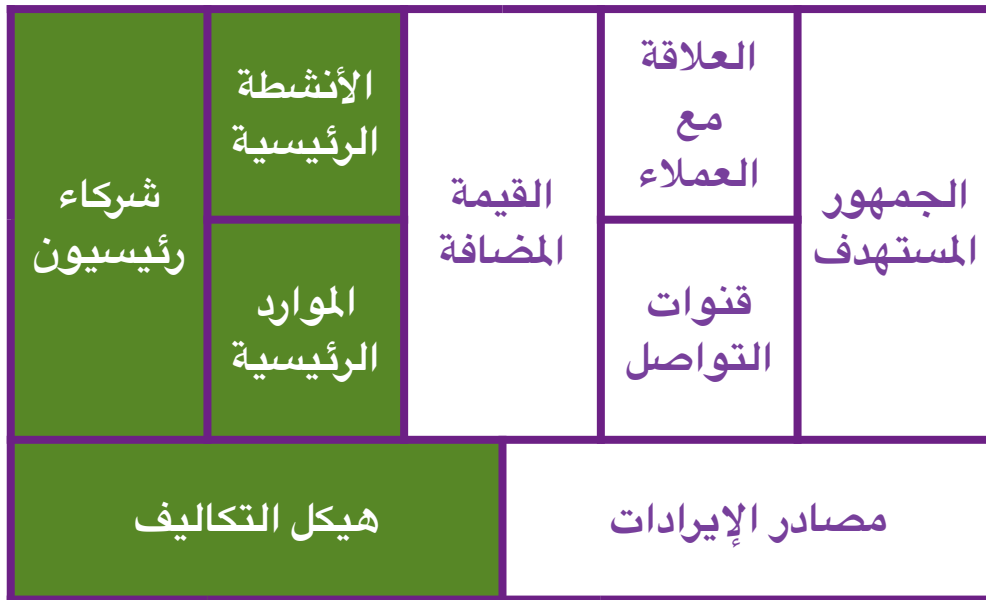 الجمهور
المستهدف
العلاقة
مع
العملاء
قنوات
التواصل
القيمة
المضافة
الأنشطة
الرئيسية
الموارد
الرئيسية
شركاء
رئيسيون
مصادر الإيرادات
هيكل التكاليف